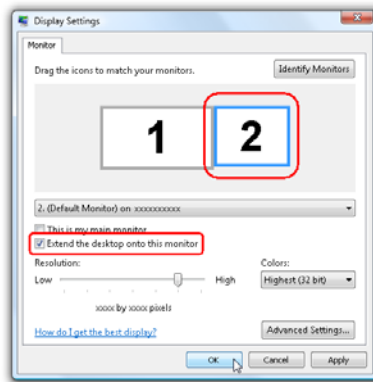 Display Settings
Monitor
Drag the icons to match your monitors.
Identify Monitors
1 2
2. (Default Monitor) on xxxxxxxxxx
This is my main monitor
Extend the desktop onto this monitor
Resolution: Colors:
Low High Highest (32 bit)
xxxx by xxxx pixels
How do I get the best display? Advanced Settings...
OK Cancel Apply